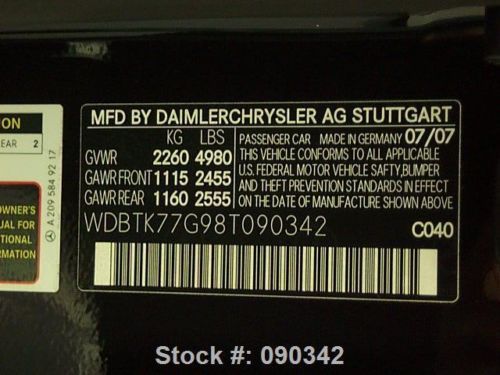 MFD BY DAIMLERCHRYSLER AG STUTTGART
KG LBS
PASSENGER CAR MADE IN GERMANY 07/07
GVWR 2260 4980
GAWR FRONT 1115 2455
GAWR REAR 1160 2555
THIS VEHICLE CONFORMS TO ALL APPLICABLE
U.S. FEDERAL MOTOR VEHICLE SAFTY,BUMPER
AND THEFT PREVENTION STANDARDS IN EFFECT
ON THE DATE OF MANUFACTURE SHOWN ABOVE
WDBTK77G98T090342
C040
ION
EAR 2
A 209 584 92 17
OWNER'S
FOR
ITIONAL
MATION
Stock #: 090342